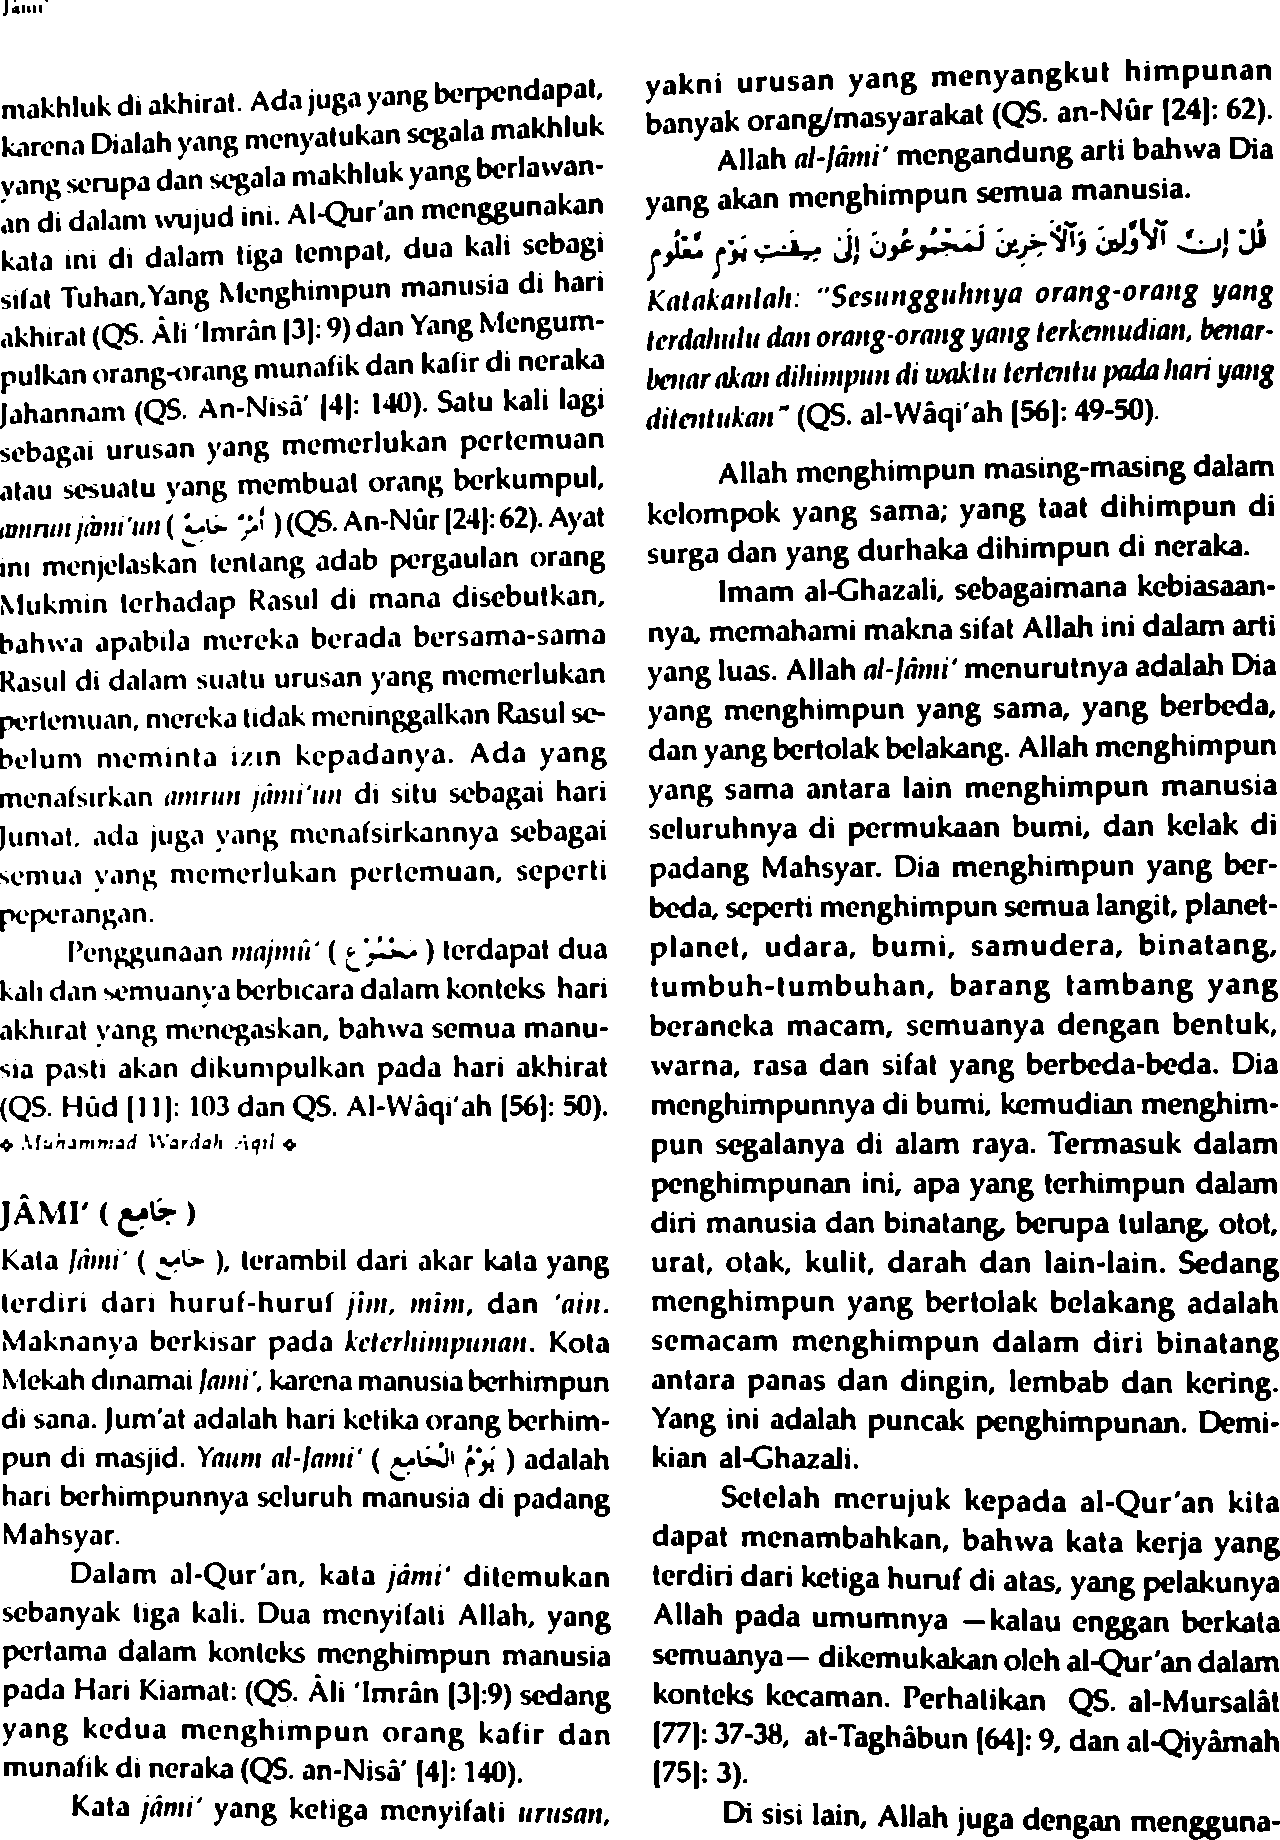 Jâmi'
makhluk di akhirat. Ada juga yang berpendapat,
karena Dialah yang menyatukan segala makhluk
yang serupa dan segala makhluk yang berlawan-
an di dalam wujud ini. Al-Qur'an menggunakan
kata ini di dalam tiga tempat, dua kali sebagi
sifat Tuhan,Yang Menghimpun manusia di hari
akhirat (QS. Âli 'Imrân [3]: 9) dan Yang Mengum-
pulkan orang-orang munafik dan kafir di neraka
Jahannam (QS. An-Nisâ' [4]: 140). Satu kali lagi
sebagai urusan yang memerlukan pertemuan
atau sesuatu yang membuat orang berkumpul,
amrun jâmi'un ( أَمْرٌ جَامِعٌ ) (QS. An-Nûr [24]: 62). Ayat
ini menjelaskan tentang adab pergaulan orang
Mukmin terhadap Rasul di mana disebutkan,
bahwa apabila mereka berada bersama-sama
Rasul di dalam suatu urusan yang memerlukan
pertemuan, mereka tidak meninggalkan Rasul se-
belum meminta izin kepadanya. Ada yang
menafsirkan amrun jâmi'un di situ sebagai hari
Jumat, ada juga yang menafsirkannya sebagai
semua yang memerlukan pertemuan, seperti
peperangan.
Penggunaan majmû' ( مَجْمُوْع ) terdapat dua
kali dan semuanya berbicara dalam konteks hari
akhirat yang menegaskan, bahwa semua manu-
sia pasti akan dikumpulkan pada hari akhirat
(QS. Hûd [11]: 103 dan QS. Al-Wâqi'ah [56]: 50).
❖ Muhammad Wardah Aqil ❖
JÂMI' ( جَامِع )
Kata Jâmi' ( جامع ), terambil dari akar kata yang
terdiri dari huruf-huruf jîm, mîm, dan 'ain.
Maknanya berkisar pada keterhimpunan. Kota
Mekah dinamai Jami', karena manusia berhimpun
di sana. Jum'at adalah hari ketika orang berhim-
pun di masjid. Yaum al-Jami' ( يَوْمُ الْجَامِعِ ) adalah
hari berhimpunnya seluruh manusia di padang
Mahsyar.
Dalam al-Qur'an, kata jâmi' ditemukan
sebanyak tiga kali. Dua menyifati Allah, yang
pertama dalam konteks menghimpun manusia
pada Hari Kiamat: (QS. Âli 'Imrân [3]:9) sedang
yang kedua menghimpun orang kafir dan
munafik di neraka (QS. an-Nisâ' [4]: 140).
Kata jâmi' yang ketiga menyifati urusan,
yakni urusan yang menyangkut himpunan
banyak orang/masyarakat (QS. an-Nûr [24]: 62).
Allah al-Jâmi' mengandung arti bahwa Dia
yang akan menghimpun semua manusia.
قُلْ إِنَّ ٱلْأَوَّلِينَ وَٱلْأَخِرِينَ لَمَجْمُوعُونَ إِلَىٰ مِيقَٰتِ يَوْمٍ مَّعْلُومٍ
Katakanlah: "Sesungguhnya orang-orang yang
terdahulu dan orang-orang yang terkemudian, benar-
benar akan dihimpun di waktu tertentu pada hari yang
ditentukan" (QS. al-Wâqi'ah [56]: 49-50).
Allah menghimpun masing-masing dalam
kelompok yang sama; yang taat dihimpun di
surga dan yang durhaka dihimpun di neraka.
Imam al-Ghazali, sebagaimana kebiasaan-
nya, memahami makna sifat Allah ini dalam arti
yang luas. Allah al-Jâmi' menurutnya adalah Dia
yang menghimpun yang sama, yang berbeda,
dan yang bertolak belakang. Allah menghimpun
yang sama antara lain menghimpun manusia
seluruhnya di permukaan bumi, dan kelak di
padang Mahsyar. Dia menghimpun yang ber-
beda, seperti menghimpun semua langit, planet-
planet, udara, bumi, samudera, binatang,
tumbuh-tumbuhan, barang tambang yang
beraneka macam, semuanya dengan bentuk,
warna, rasa dan sifat yang berbeda-beda. Dia
menghimpunnya di bumi, kemudian menghim-
pun segalanya di alam raya. Termasuk dalam
penghimpunan ini, apa yang terhimpun dalam
diri manusia dan binatang, berupa tulang, otot,
urat, otak, kulit, darah dan lain-lain. Sedang
menghimpun yang bertolak belakang adalah
semacam menghimpun dalam diri binatang
antara panas dan dingin, lembab dan kering.
Yang ini adalah puncak penghimpunan. Demi-
kian al-Ghazali.
Setelah merujuk kepada al-Qur'an kita
dapat menambahkan, bahwa kata kerja yang
terdiri dari ketiga huruf di atas, yang pelakunya
Allah pada umumnya —kalau enggan berkata
semuanya— dikemukakan oleh al-Qur'an dalam
konteks kecaman. Perhatikan QS. al-Mursalât
[77]: 37-38, at-Taghâbun [64]: 9, dan al-Qiyâmah
[75]: 3).
Di sisi lain, Allah juga dengan mengguna-